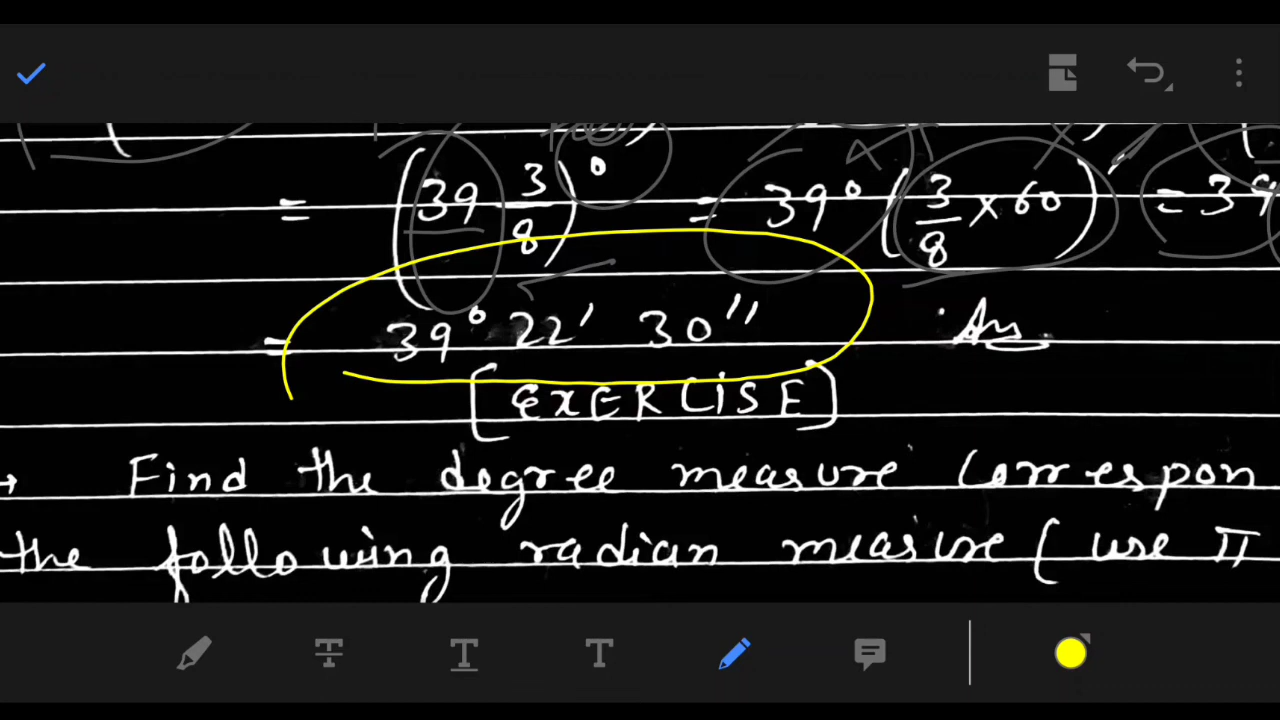 = (39 3/8)° = 39° (3/8 × 60)' = 39
= 39° 22' 30'' Ans
[EXERCISE]
→ Find the degree measure correspon
the following radian measure ( use π